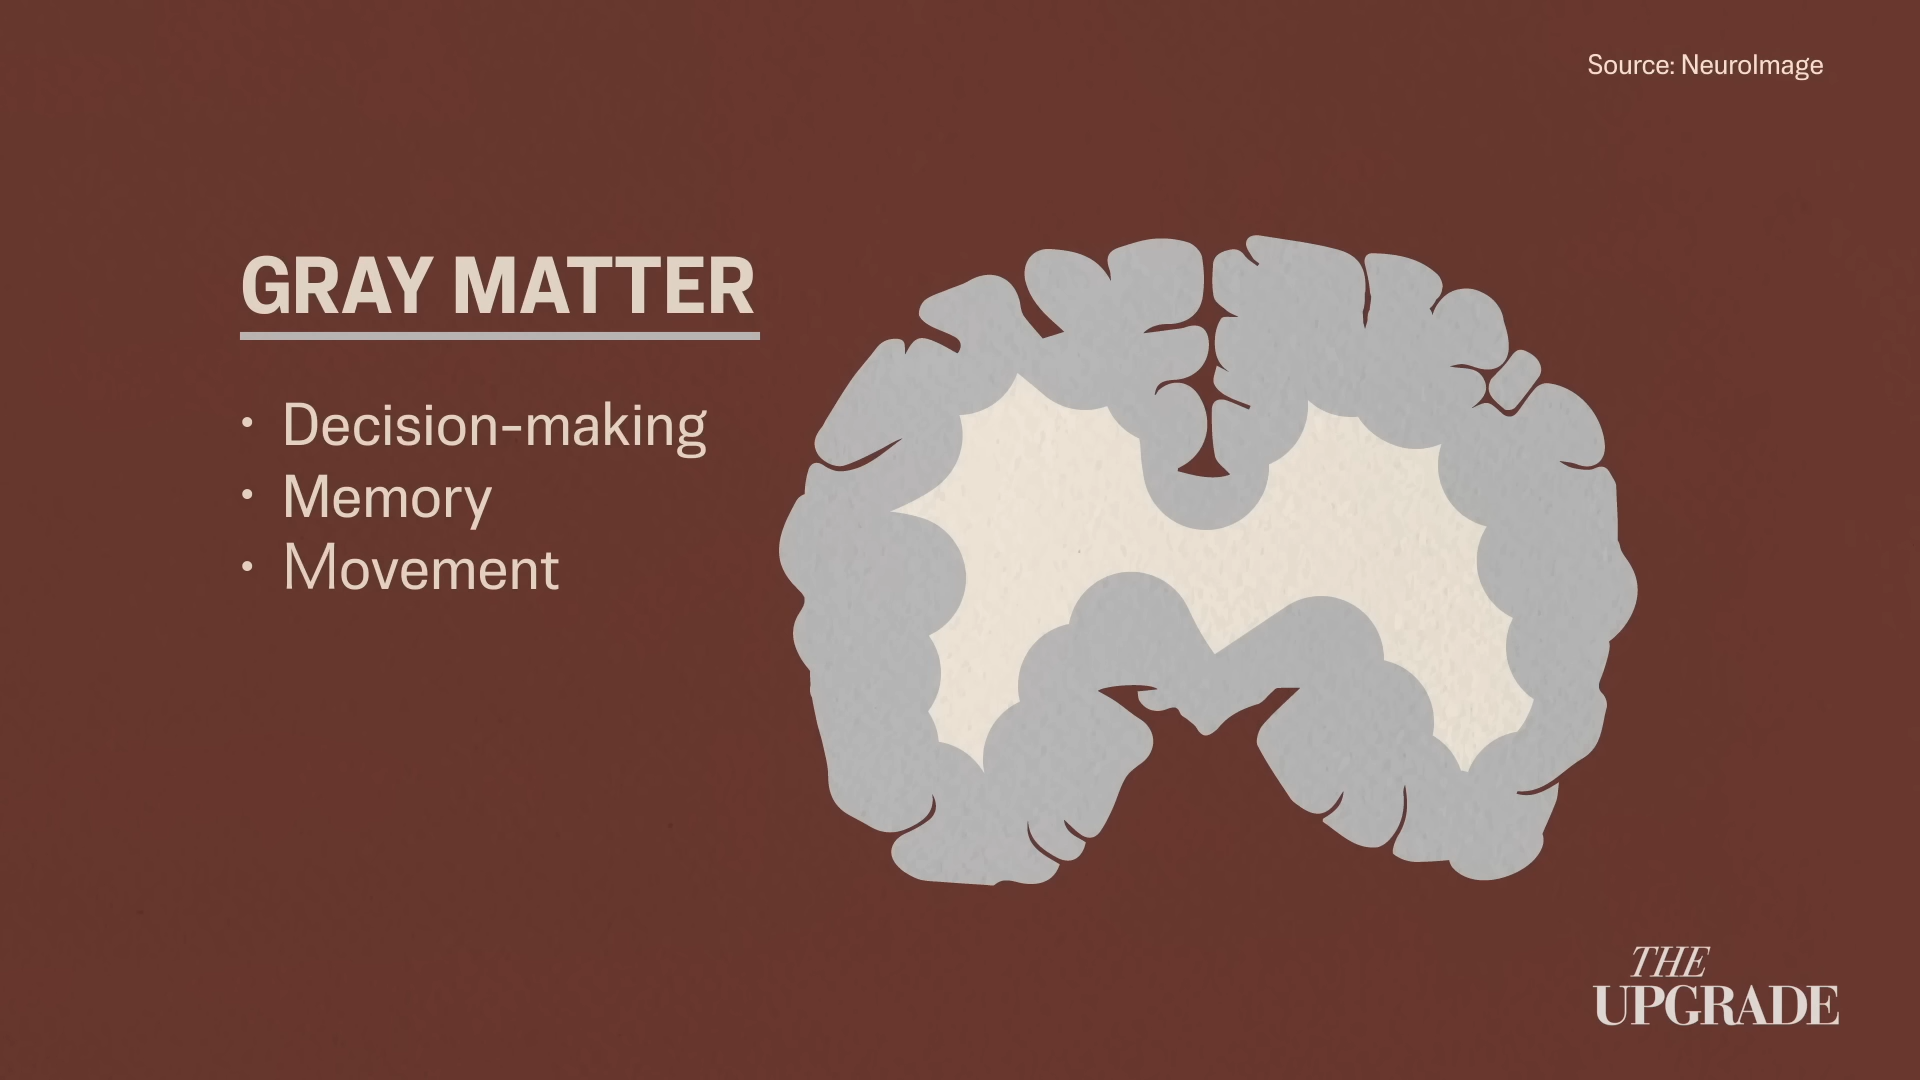 Source: NeuroImage
GRAY MATTER
• Decision-making
• Memory
• Movement
THE
UPGRADE